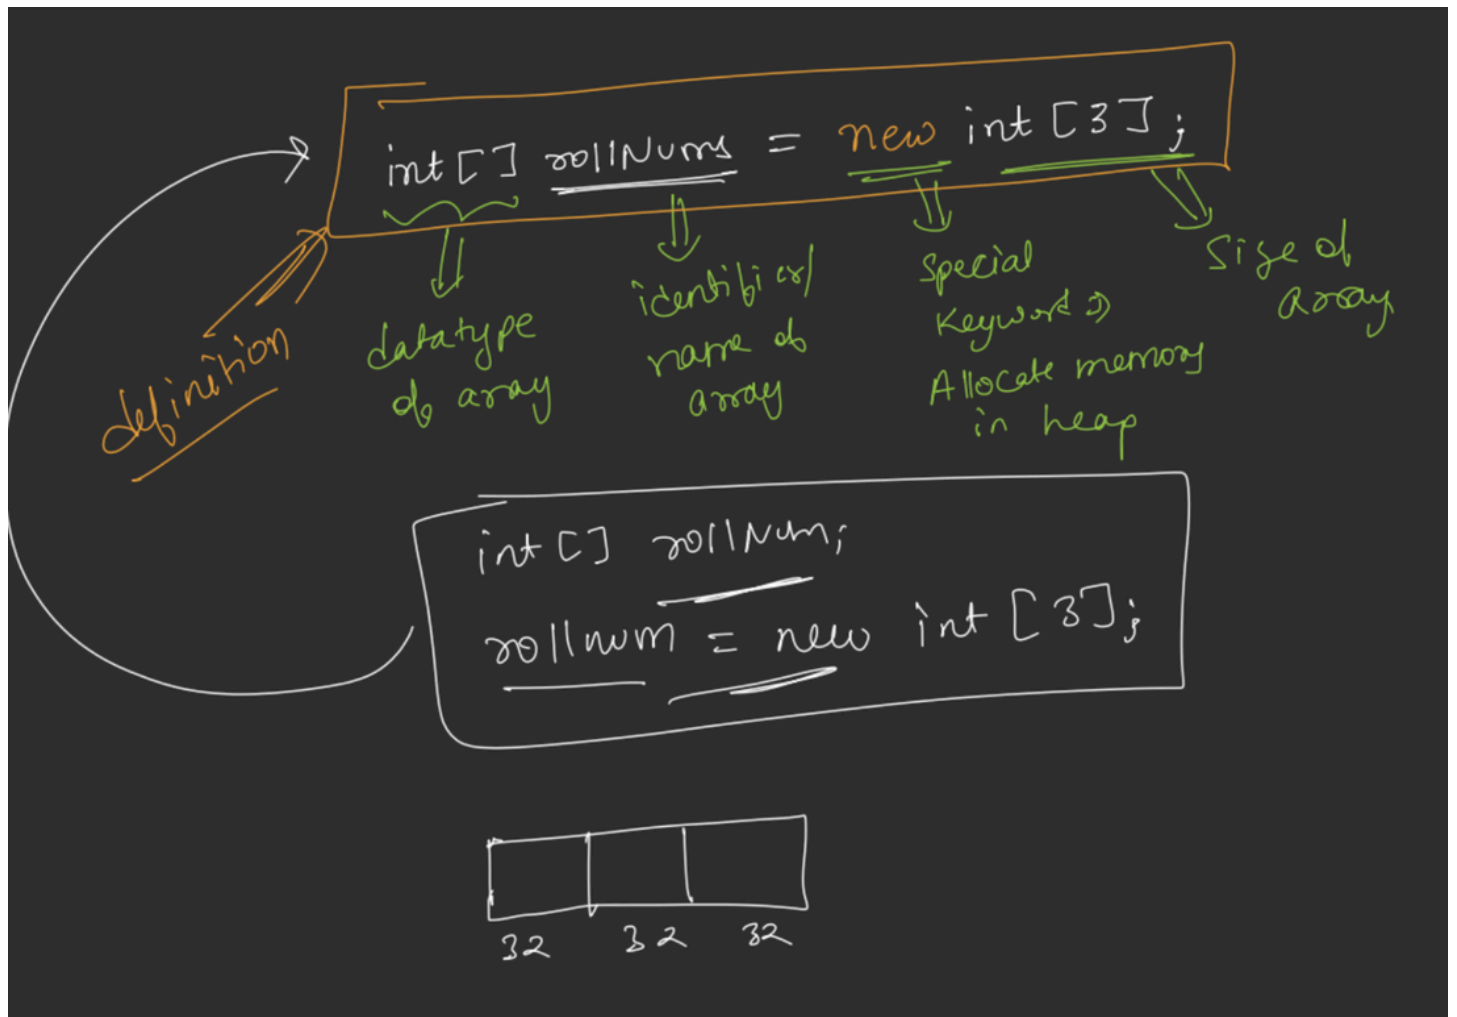 int[] rollNums = new int[3];
definition
datatype
of array
identifier/
name of
array
special
keyword
Allocate memory
in heap
Size of
array
int[] rollNum;
rollnum = new int[3];
32 32 32